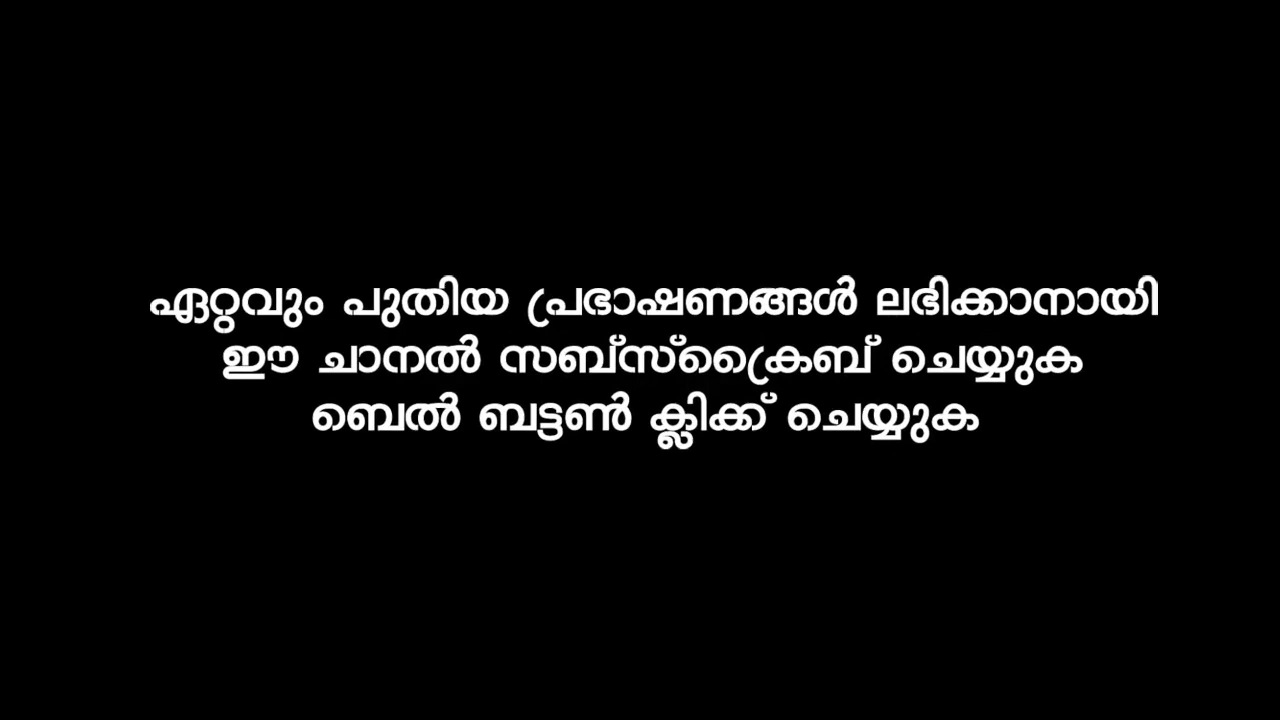 ഏറ്റവും പുതിയ പ്രഭാഷണങ്ങൾ ലഭിക്കാനായി
ഈ ചാനൽ സബ്സ്ക്രൈബ് ചെയ്യുക
ബെൽ ബട്ടൺ ക്ലിക്ക് ചെയ്യുക